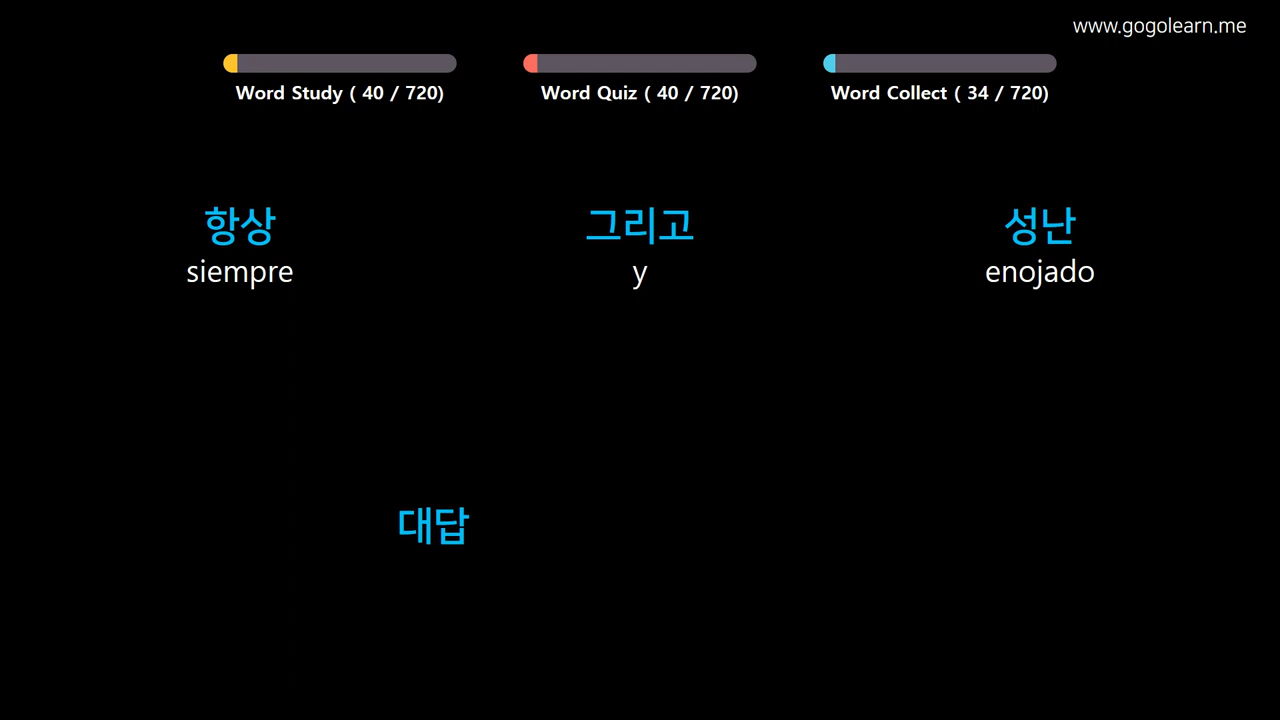 www.gogolearn.me
Word Study ( 40 / 720)
Word Quiz ( 40 / 720)
Word Collect ( 34 / 720)
항상
siempre
그리고
y
성난
enojado
대답